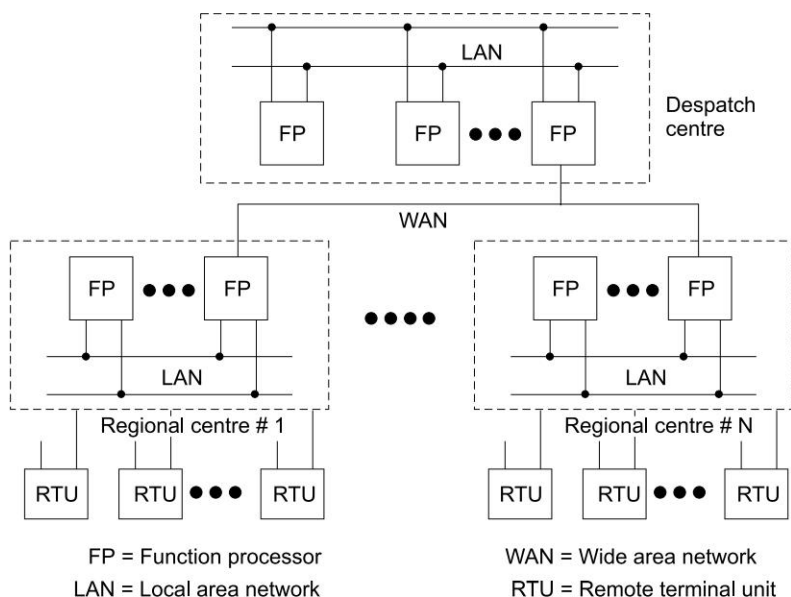 LAN
FP FP FP
Despatch
centre
WAN
FP FP FP FP
LAN LAN
Regional centre # 1 Regional centre # N
RTU RTU RTU RTU RTU RTU
FP = Function processor WAN = Wide area network
LAN = Local area network RTU = Remote terminal unit